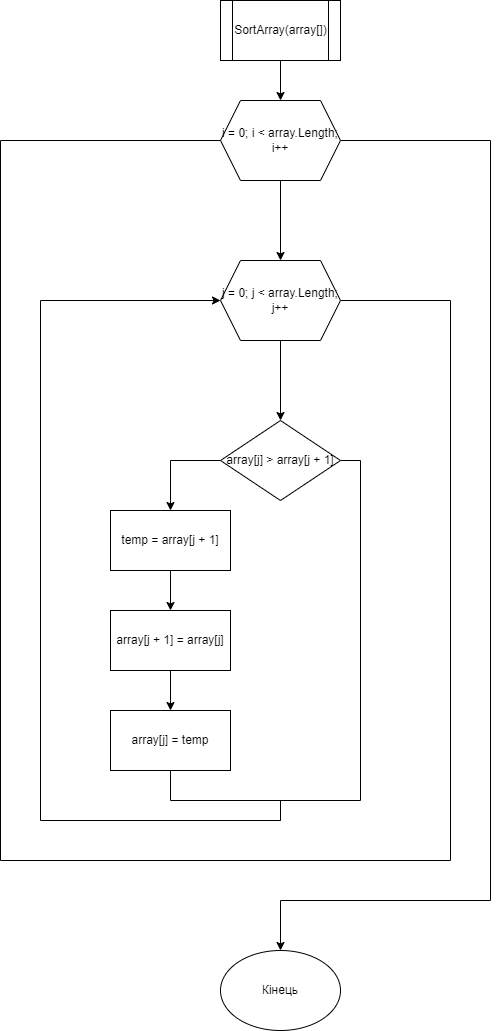 SortArray(array[])
i = 0; i < array.Length;
i++
j = 0; j < array.Length;
j++
array[j] > array[j + 1]
temp = array[j + 1]
array[j + 1] = array[j]
array[j] = temp
Кінець